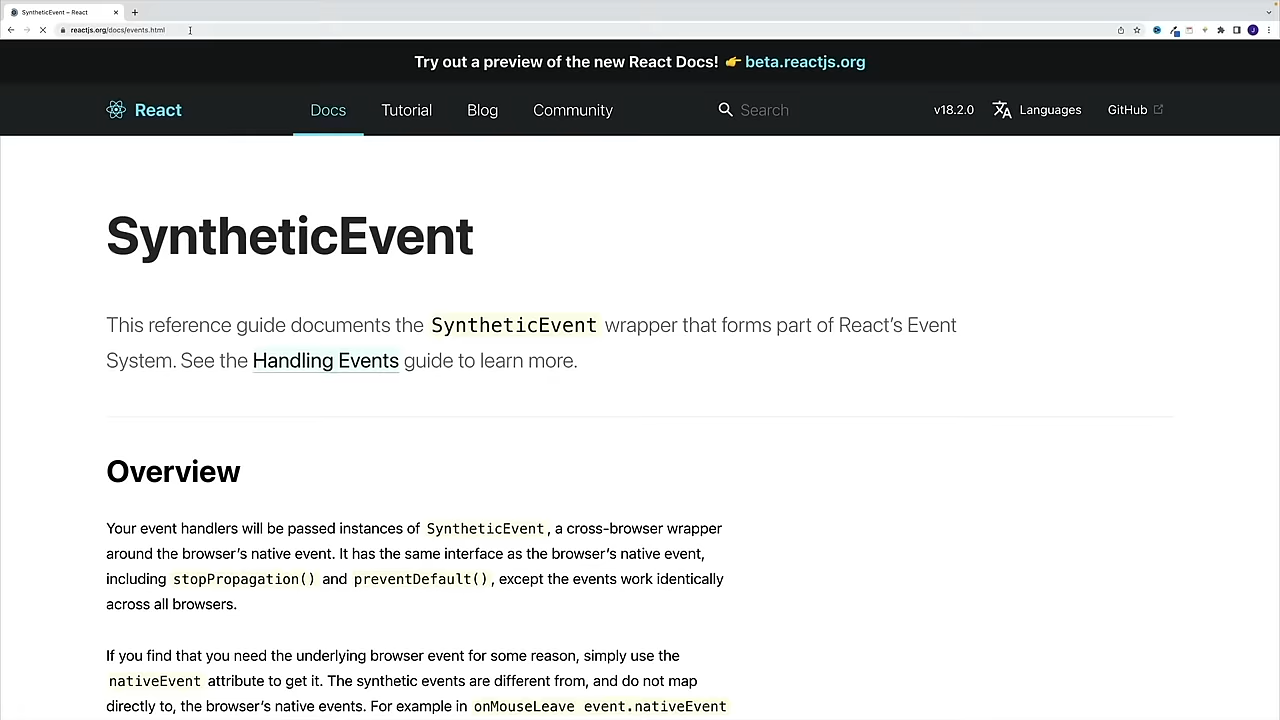 SyntheticEvent – React
reactjs.org/docs/events.html
J
Try out a preview of the new React Docs! 👉 beta.reactjs.org
React Docs Tutorial Blog Community Search v18.2.0 Languages GitHub
SyntheticEvent
This reference guide documents the SyntheticEvent wrapper that forms part of React’s Event
System. See the Handling Events guide to learn more.
Overview
Your event handlers will be passed instances of SyntheticEvent, a cross-browser wrapper
around the browser’s native event. It has the same interface as the browser’s native event,
including stopPropagation() and preventDefault(), except the events work identically
across all browsers.
If you find that you need the underlying browser event for some reason, simply use the
nativeEvent attribute to get it. The synthetic events are different from, and do not map
directly to, the browser’s native events. For example in onMouseLeave event.nativeEvent